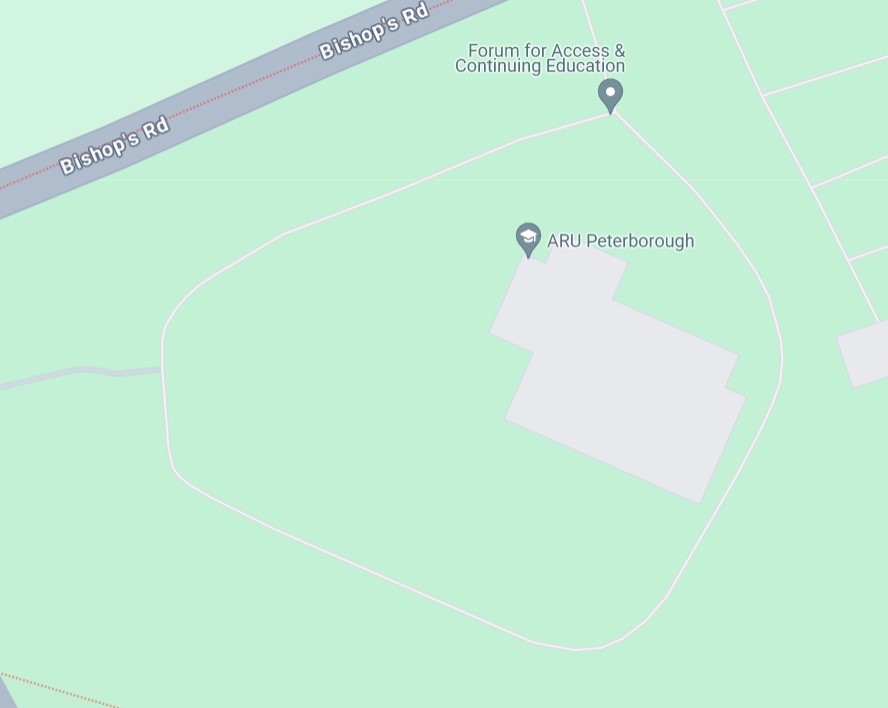 Bishop's Rd
Forum for Access &
Continuing Education
Bishop's Rd
ARU Peterborough